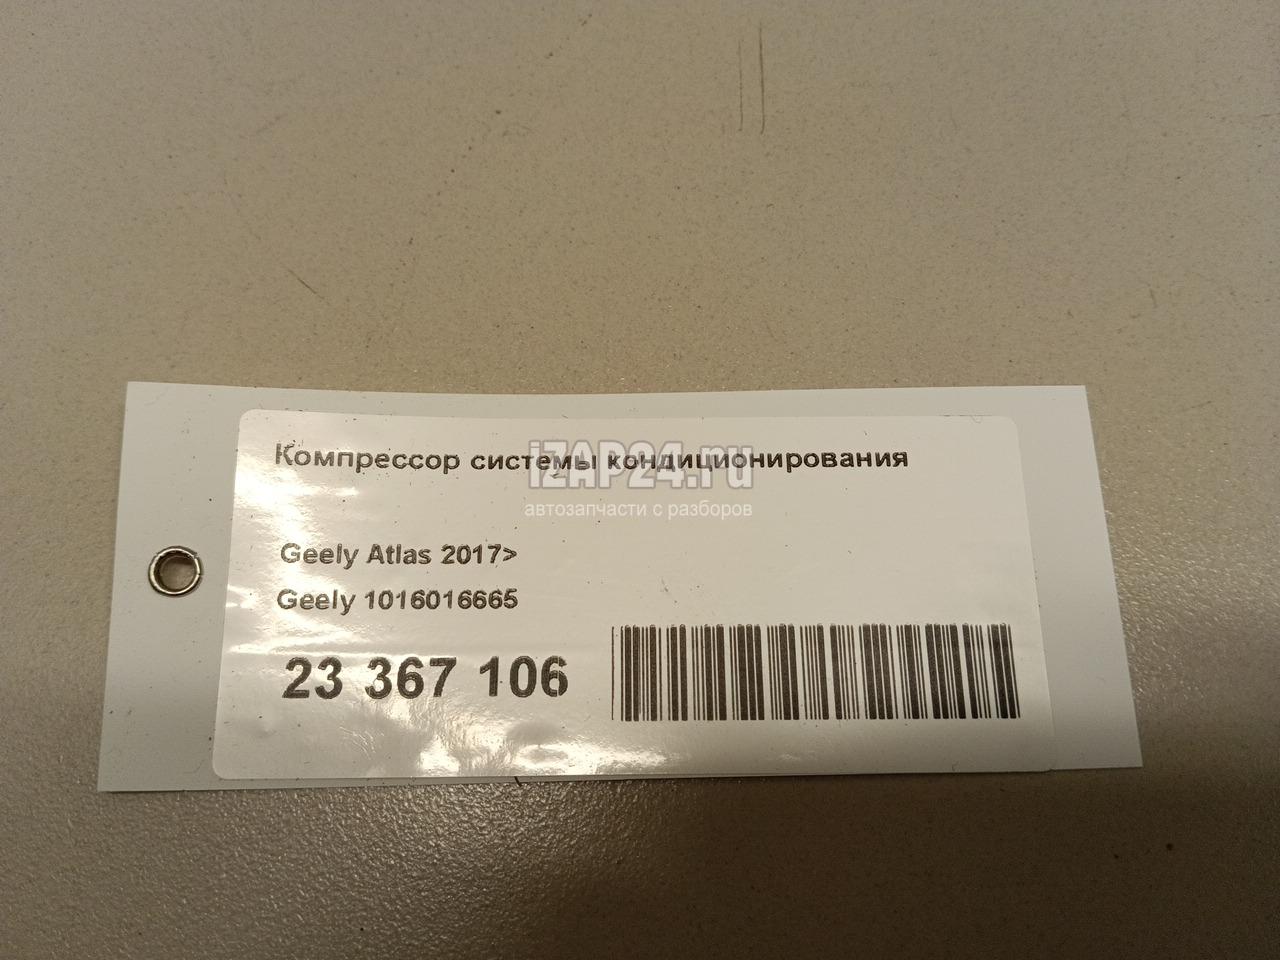 Компрессор системы кондиционирования
iZAP24.ru
автозапчасти с разборов
Geely Atlas 2017>
Geely 1016016665
23 367 106